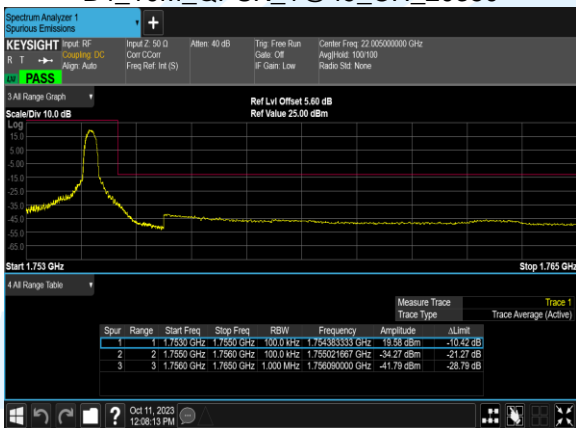 Spectrum Analyzer 1
Spurious Emissions
+
KEYSIGHT
R T
LV PASS
Input: RF
Coupling: DC
Align: Auto
Input Z: 50 Ω
Corr CCorr
Freq Ref: Int (S)
Atten: 40 dB
Trig: Free Run
Gate: Off
IF Gain: Low
Center Freq: 22.005000000 GHz
Avg|Hold: 100/100
Radio Std: None
3 All Range Graph
Scale/Div 10.0 dB
Ref Lvl Offset 5.60 dB
Ref Value 25.00 dBm
Log
15.0
5.00
-5.00
-15.0
-25.0
-35.0
-45.0
-55.0
-65.0
Start 1.753 GHz
Stop 1.765 GHz
4 All Range Table
Measure Trace Trace 1
Trace Type Trace Average (Active)
Spur Range Start Freq Stop Freq RBW Frequency Amplitude ΔLimit
1 1 1.7530 GHz 1.7550 GHz 100.0 kHz 1.754383333 GHz 19.58 dBm -10.42 dB
2 2 1.7550 GHz 1.7560 GHz 100.0 kHz 1.755021667 GHz -34.27 dBm -21.27 dB
3 3 1.7560 GHz 1.7650 GHz 1.000 MHz 1.756090000 GHz -41.79 dBm -28.79 dB
?
Oct 11, 2023
12:08:13 PM